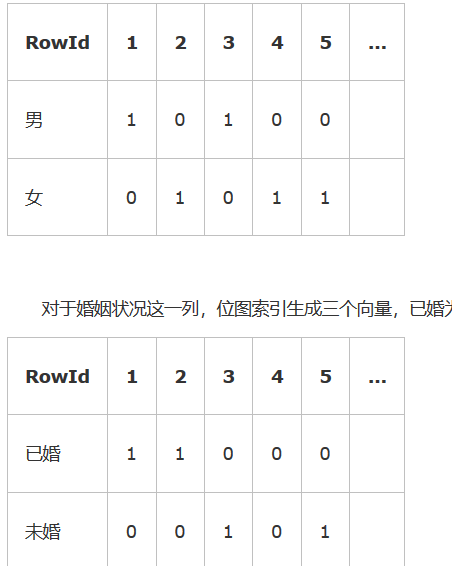 RowId 1 2 3 4 5 ...
男 1 0 1 0 0
女 0 1 0 1 1
对于婚姻状况这一列，位图索引生成三个向量，已婚
RowId 1 2 3 4 5 ...
已婚 1 1 0 0 0
未婚 0 0 1 0 1